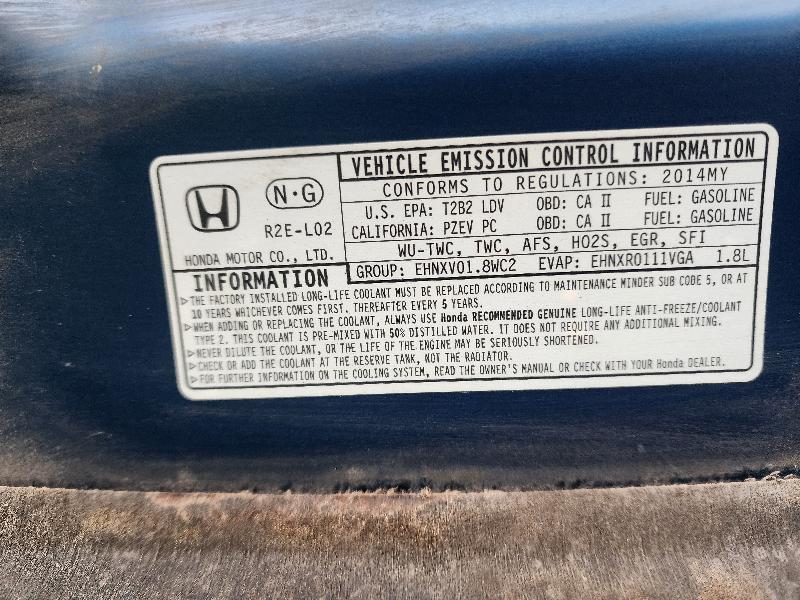 N·G
R2E-L02
HONDA MOTOR CO., LTD.
VEHICLE EMISSION CONTROL INFORMATION
CONFORMS TO REGULATIONS: 2014MY
U.S. EPA: T2B2 LDV OBD: CA II FUEL: GASOLINE
CALIFORNIA: PZEV PC OBD: CA II FUEL: GASOLINE
WU-TWC, TWC, AFS, HO2S, EGR, SFI
GROUP: EHNXV01.8WC2 EVAP: EHNXR0111VGA 1.8L
INFORMATION
▷THE FACTORY INSTALLED LONG-LIFE COOLANT MUST BE REPLACED ACCORDING TO MAINTENANCE MINDER SUB CODE 5, OR AT
10 YEARS WHICHEVER COMES FIRST. THEREAFTER EVERY 5 YEARS.
▷WHEN ADDING OR REPLACING THE COOLANT, ALWAYS USE Honda RECOMMENDED GENUINE LONG-LIFE ANTI-FREEZE/COOLANT
TYPE 2. THIS COOLANT IS PRE-MIXED WITH 50% DISTILLED WATER. IT DOES NOT REQUIRE ANY ADDITIONAL MIXING.
▷NEVER DILUTE THE COOLANT, OR THE LIFE OF THE ENGINE MAY BE SERIOUSLY SHORTENED.
▷CHECK OR ADD THE COOLANT AT THE RESERVE TANK, NOT THE RADIATOR.
▷FOR FURTHER INFORMATION ON THE COOLING SYSTEM, READ THE OWNER'S MANUAL OR CHECK WITH YOUR Honda DEALER.